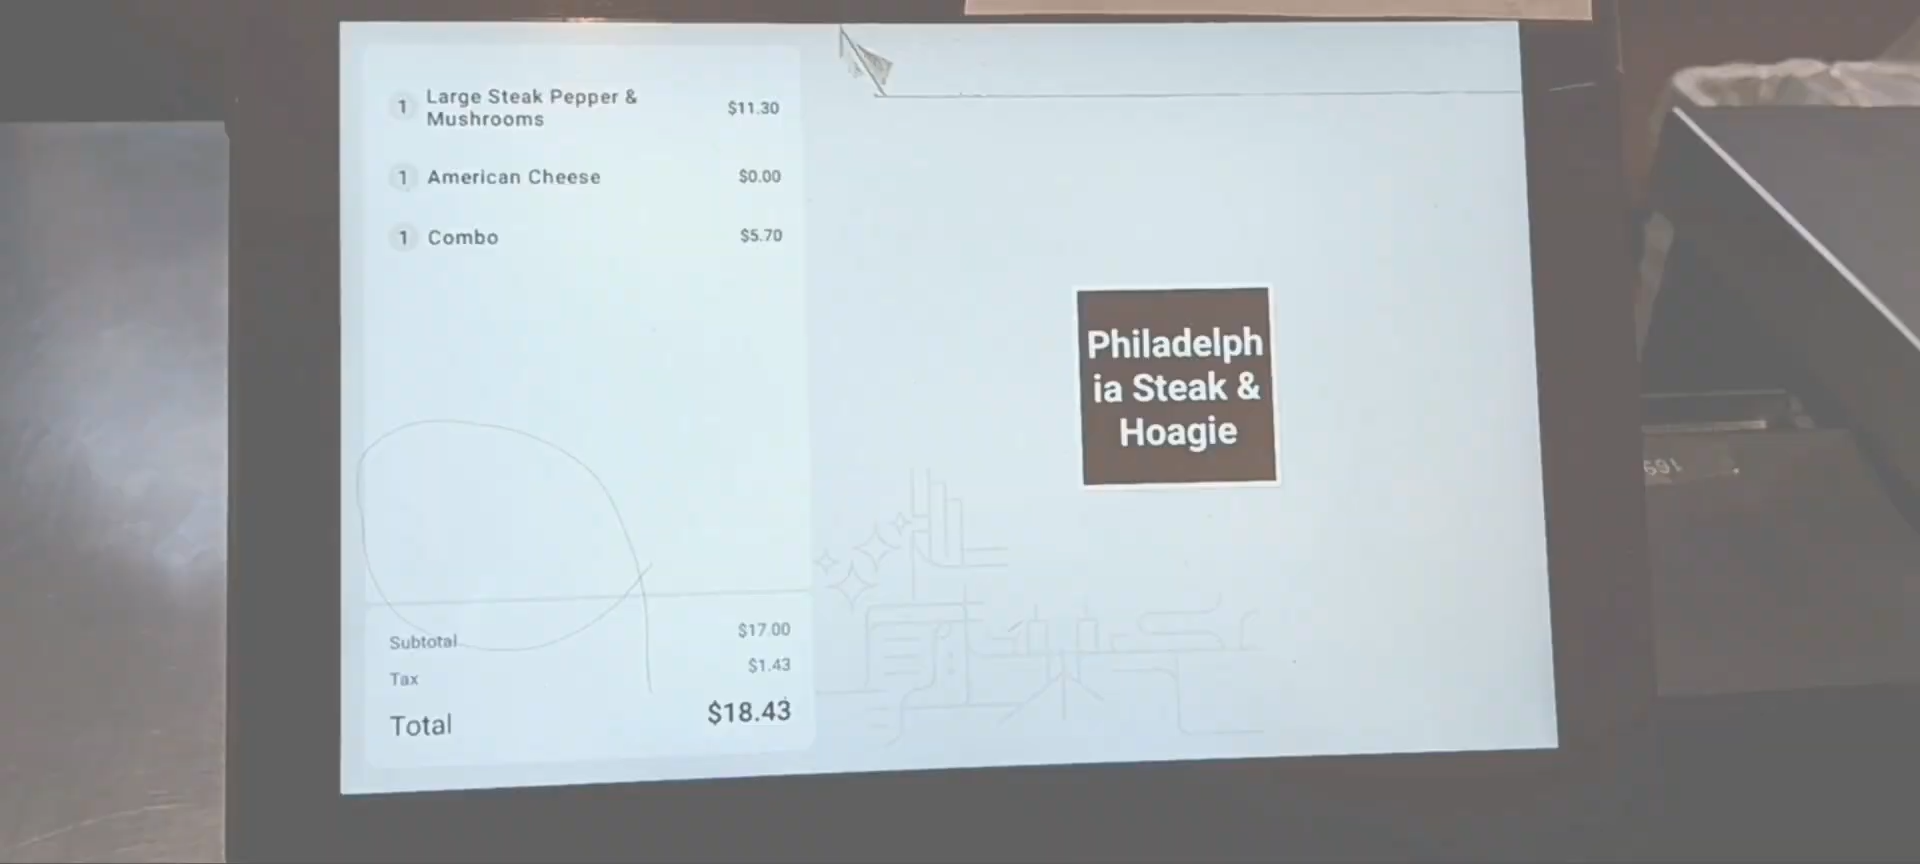 1 Large Steak Pepper & $11.30
Mushrooms
1 American Cheese $0.00
1 Combo $5.70
Subtotal $17.00
Tax $1.43
Total $18.43
Philadelph
ia Steak &
Hoagie